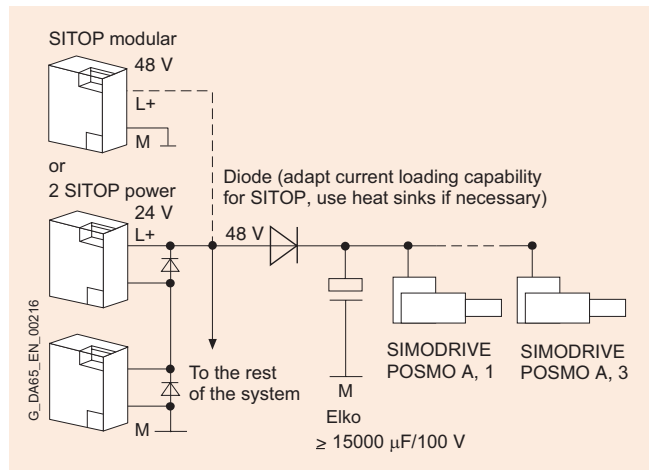 SITOP modular
48 V
L+
M
or
2 SITOP power
24 V
L+
Diode (adapt current loading capability
for SITOP, use heat sinks if necessary)
48 V
To the rest
of the system
M
M
Elko
≥ 15000 μF/100 V
SIMODRIVE
POSMO A, 1
SIMODRIVE
POSMO A, 3
G_DA65_EN_00216